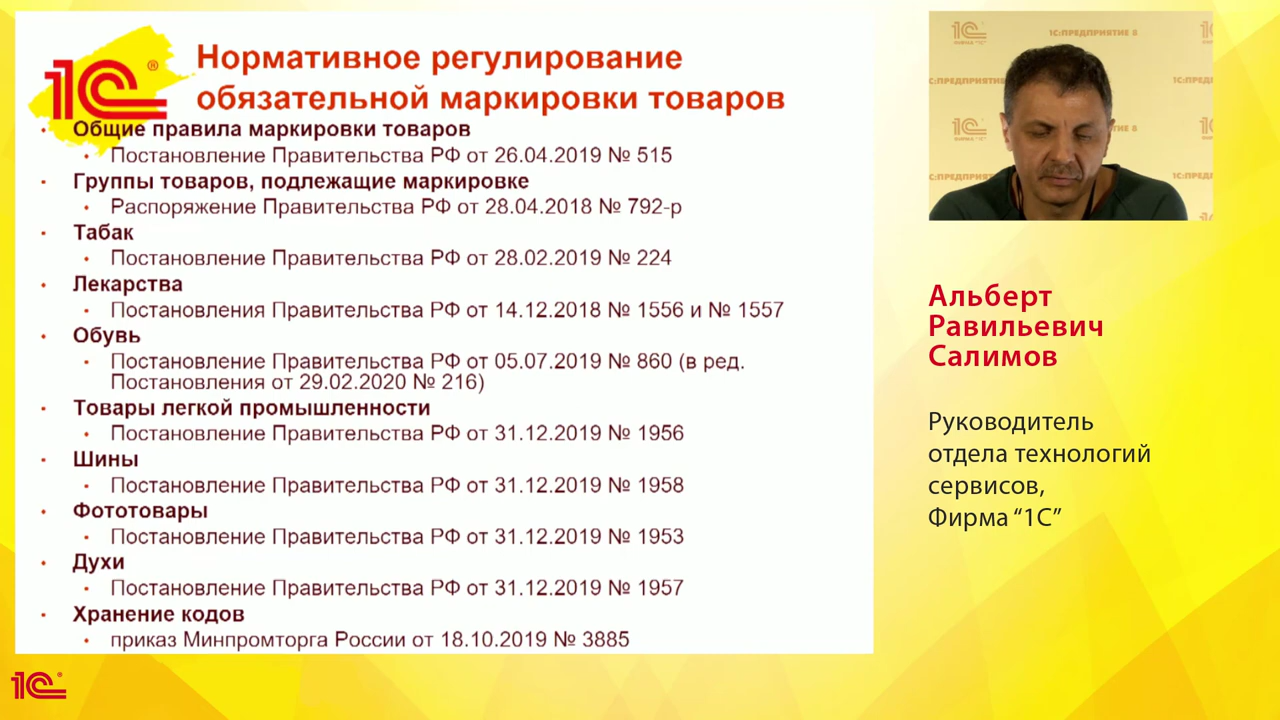 1С®
Нормативное регулирование
обязательной маркировки товаров
• Общие правила маркировки товаров
• Постановление Правительства РФ от 26.04.2019 № 515
• Группы товаров, подлежащие маркировке
• Распоряжение Правительства РФ от 28.04.2018 № 792-р
• Табак
• Постановление Правительства РФ от 28.02.2019 № 224
• Лекарства
• Постановления Правительства РФ от 14.12.2018 № 1556 и № 1557
• Обувь
• Постановление Правительства РФ от 05.07.2019 № 860 (в ред.
Постановления от 29.02.2020 № 216)
• Товары легкой промышленности
• Постановление Правительства РФ от 31.12.2019 № 1956
• Шины
• Постановление Правительства РФ от 31.12.2019 № 1958
• Фототовары
• Постановление Правительства РФ от 31.12.2019 № 1953
• Духи
• Постановление Правительства РФ от 31.12.2019 № 1957
• Хранение кодов
• приказ Минпромторга России от 18.10.2019 № 3885
1С ФИРМА "1С"
1С:ПРЕДПРИЯТИЕ 8
Альберт
Равильевич
Салимов
Руководитель
отдела технологий
сервисов,
Фирма “1С”
1С®